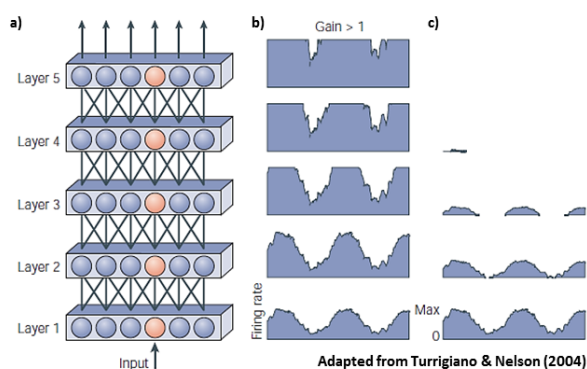 a)
b)
Gain > 1
c)
Layer 5
Layer 4
Layer 3
Layer 2
Layer 1
Input
Firing rate
Max
0
Adapted from Turrigiano & Nelson (2004)